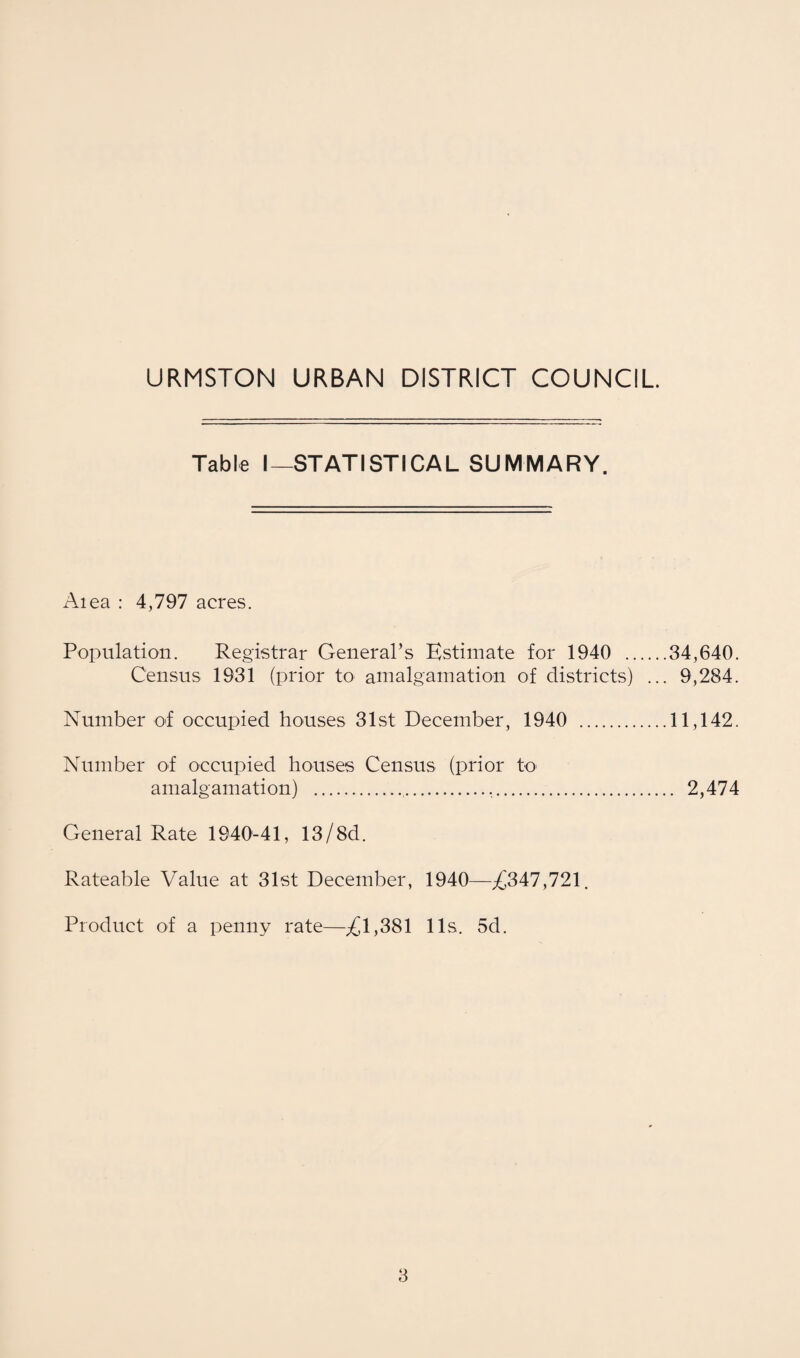 URMSTON URBAN DISTRICT COUNCIL.
Table I—STATISTICAL SUMMARY.
Area : 4,797 acres.
Population. Registrar General's Estimate for 1940 ......34,640.
Census 1931 (prior to amalgamation of districts) ... 9,284.
Number of occupied houses 31st December, 1940 ............11,142.
Number of occupied houses Census (prior to
amalgamation) ................................................ 2,474
General Rate 1940-41, 13/8d.
Rateable Value at 31st December, 1940—£347,721.
Product of a penny rate—£1,381 11s. 5d.
3